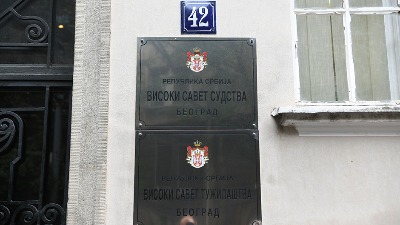 42
РЕПУБЛИКА СРБИЈА
ВИСОКИ САВЕТ СУДСТВА
БЕОГРАД
РЕПУБЛИКА СРБИЈА
ВИСОКИ САВЕТ ТУЖИЛАШТВА
БЕОГРАД